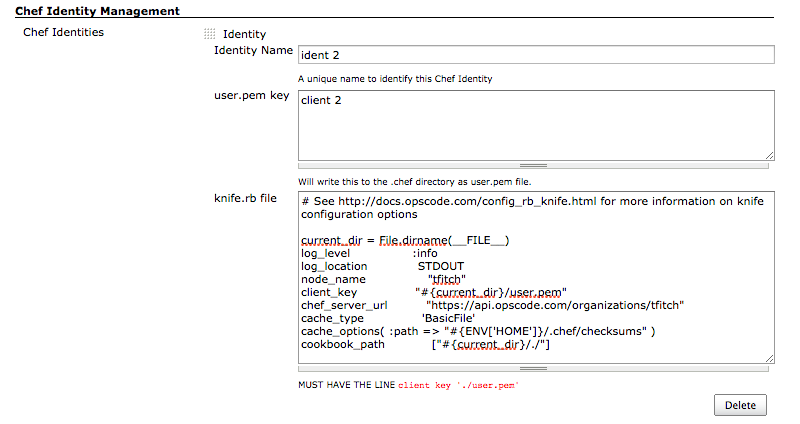 Chef Identity Management
Chef Identities
Identity
Identity Name ident 2
A unique name to identify this Chef Identity
user.pem key client 2
Will write this to the .chef directory as user.pem file.
knife.rb file
# See http://docs.opscode.com/config_rb_knife.html for more information on knife
configuration options
current_dir = File.dirname(__FILE__)
log_level :info
log_location STDOUT
node_name "tfitch"
client_key "#{current_dir}/user.pem"
chef_server_url "https://api.opscode.com/organizations/tfitch"
cache_type 'BasicFile'
cache_options( :path => "#{ENV['HOME']}/.chef/checksums" )
cookbook_path ["#{current_dir}/./"]
MUST HAVE THE LINE client key './user.pem'
Delete